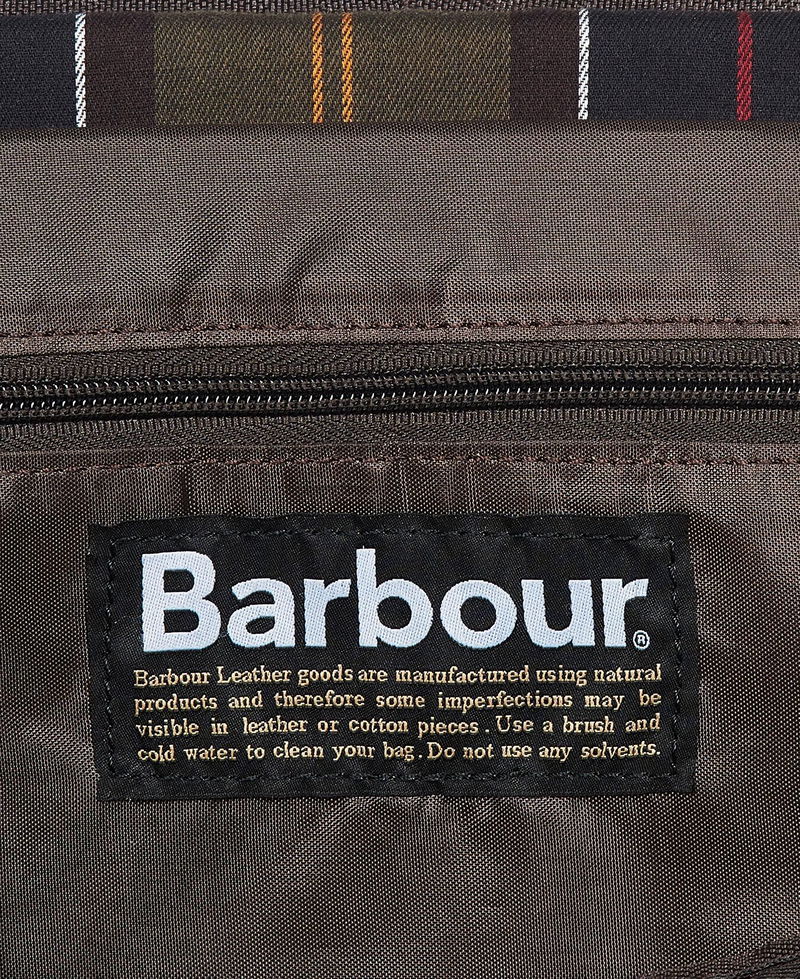 Barbour®
Barbour Leather goods are manufactured using natural
products and therefore some imperfections may be
visible in leather or cotton pieces. Use a brush and
cold water to clean your bag. Do not use any solvents.